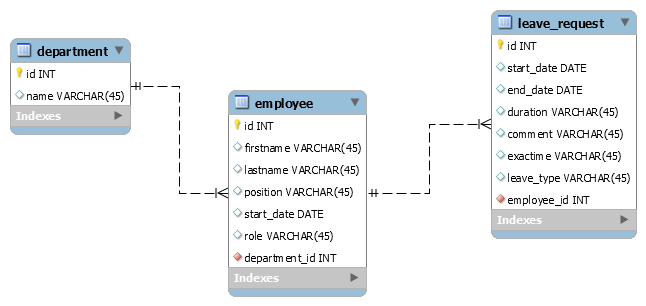 department
id INT
name VARCHAR(45)
Indexes
employee
id INT
firstname VARCHAR(45)
lastname VARCHAR(45)
position VARCHAR(45)
start_date DATE
role VARCHAR(45)
department_id INT
Indexes
leave_request
id INT
start_date DATE
end_date DATE
duration VARCHAR(45)
comment VARCHAR(45)
exactime VARCHAR(45)
leave_type VARCHAR(45)
employee_id INT
Indexes